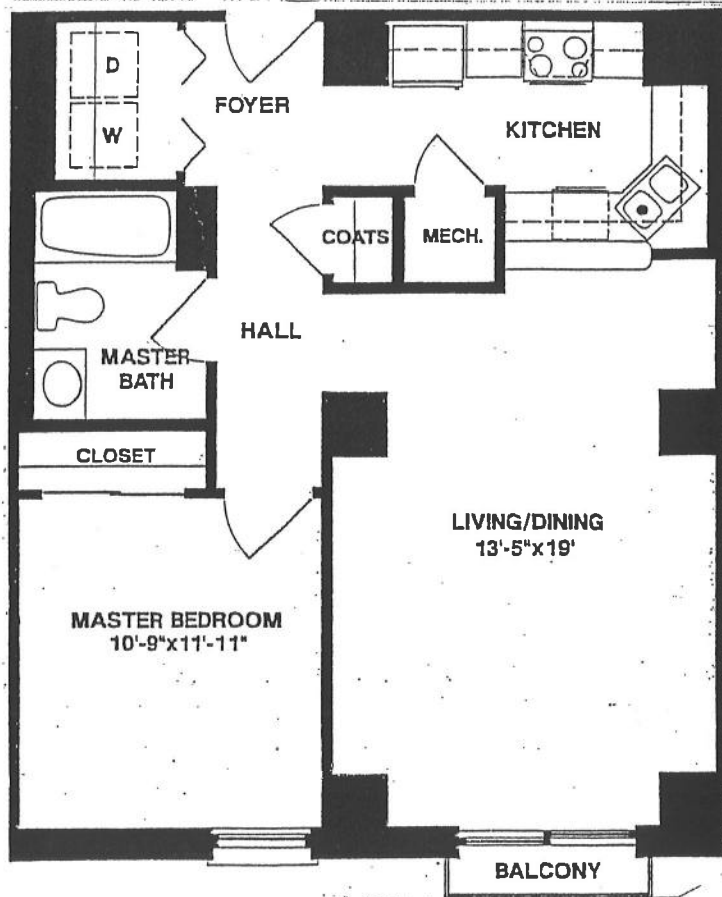 D
FOYER
W
KITCHEN
COATS
MECH.
HALL
MASTER
BATH
CLOSET
LIVING/DINING
13'-5"x19'
MASTER BEDROOM
10'-9"x11'-11"
BALCONY